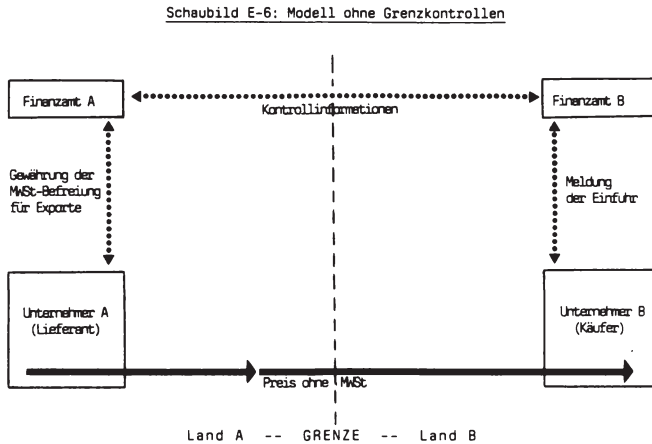 Schaubild E-6: Modell ohne Grenzkontrollen
Finanzamt A
Finanzamt B
Kontrollinformationen
Gewährung der
MWSt-Befreiung
für Exporte
Meldung
der Einfuhr
Unternehmer A
(Lieferant)
Unternehmer B
(Käufer)
Preis ohne MWSt
Land A -- GRENZE -- Land B